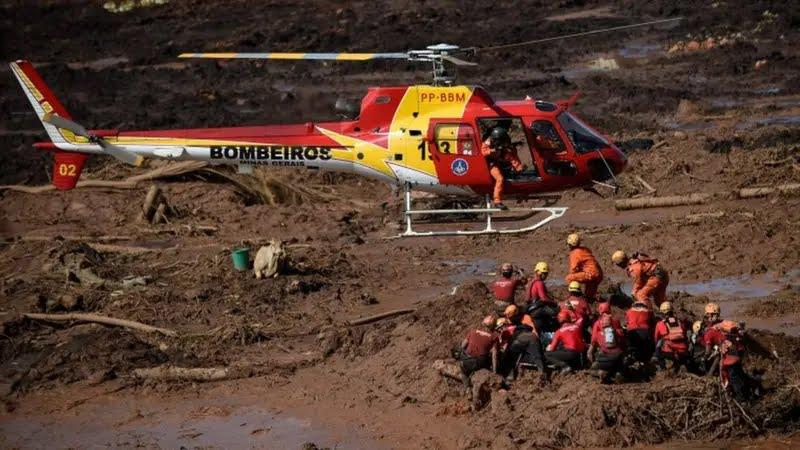 PP-BBM
BOMBEIROS
MINAS GERAIS
02